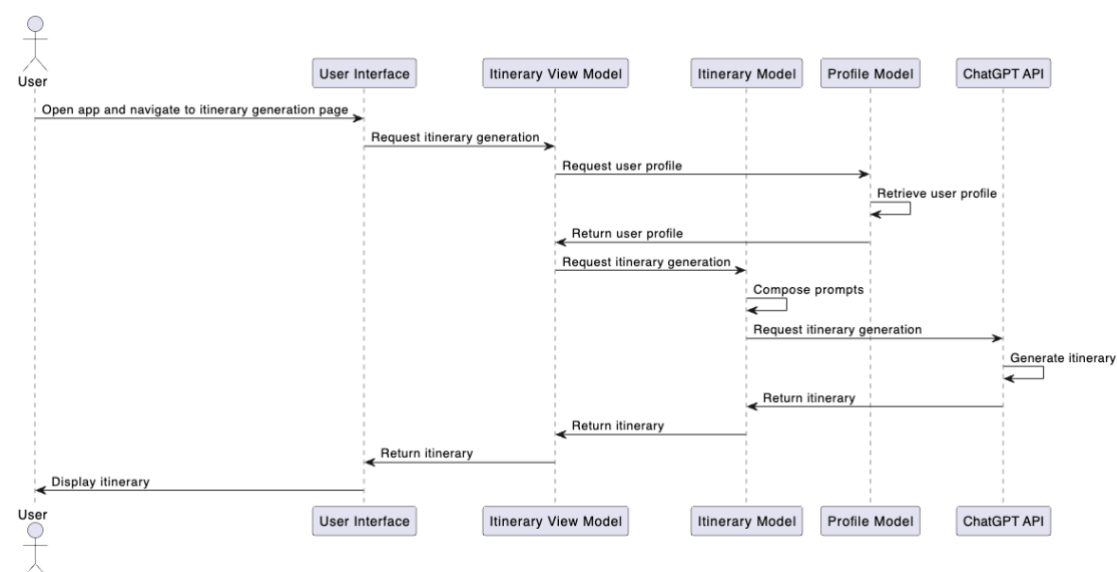 User
User Interface
Itinerary View Model
Itinerary Model
Profile Model
ChatGPT API
Open app and navigate to itinerary generation page
Request itinerary generation
Request user profile
Retrieve user profile
Return user profile
Request itinerary generation
Compose prompts
Request itinerary generation
Generate itinerary
Return itinerary
Return itinerary
Return itinerary
Display itinerary
User
User Interface
Itinerary View Model
Itinerary Model
Profile Model
ChatGPT API